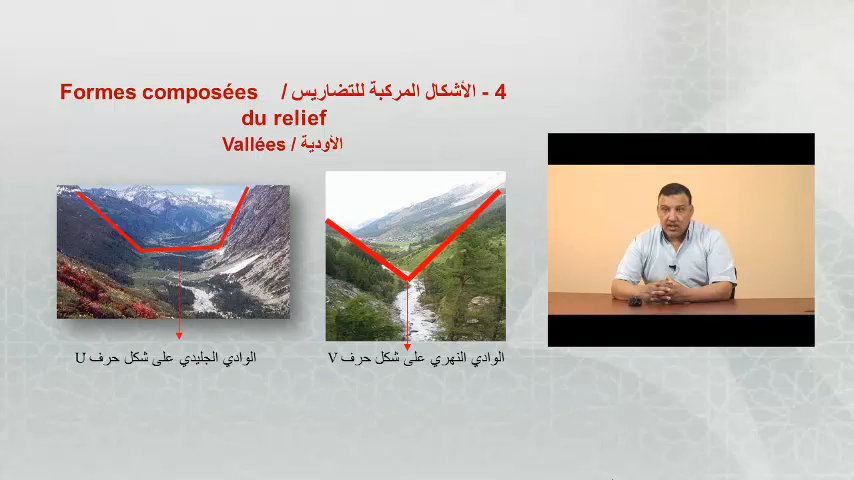 4 - الأشكال المركبة للتضاريس / Formes composées
du relief
الأودية / Vallées
الوادي النهري على شكل حرف V
الوادي الجليدي على شكل حرف U